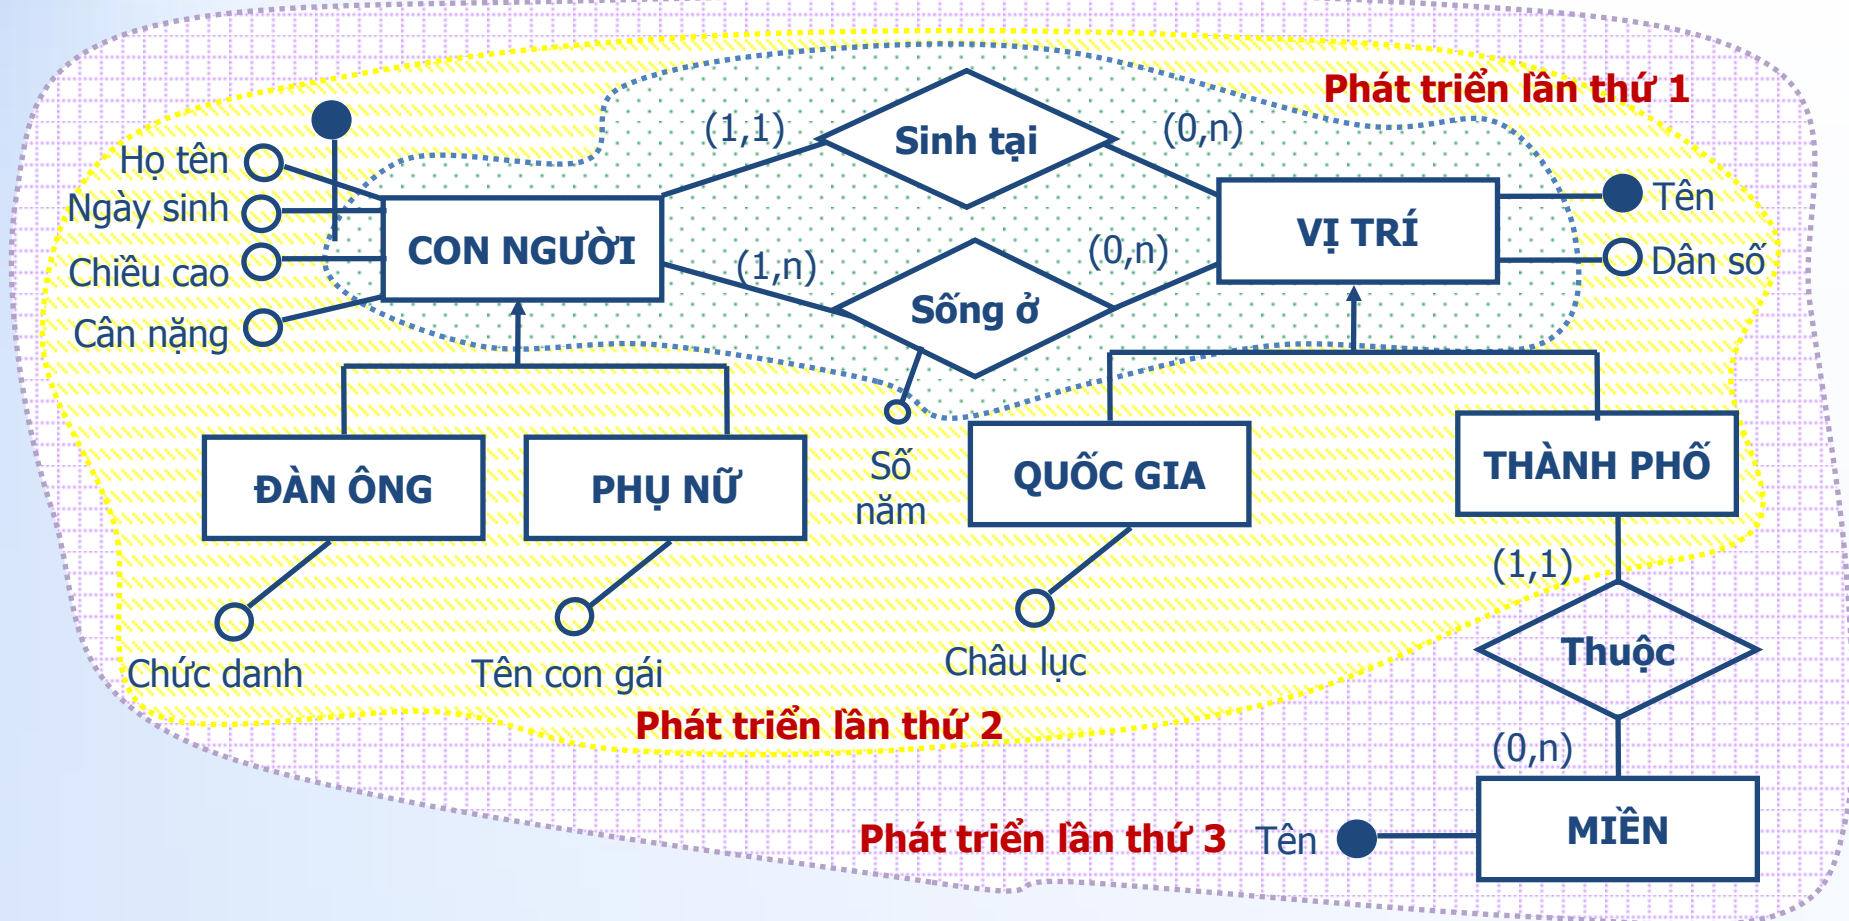 Phát triển lần thứ 1
(1,1)
Sinh tại
(0,n)
Họ tên
Ngày sinh
Chiều cao
Cân nặng
CON NGƯỜI
VỊ TRÍ
Tên
Dân số
(1,n)
(0,n)
Sống ở
Số
năm
ĐÀN ÔNG
PHỤ NỮ
QUỐC GIA
THÀNH PHỐ
(1,1)
Chức danh
Tên con gái
Châu lục
Thuộc
Phát triển lần thứ 2
(0,n)
Phát triển lần thứ 3
Tên
MIỀN